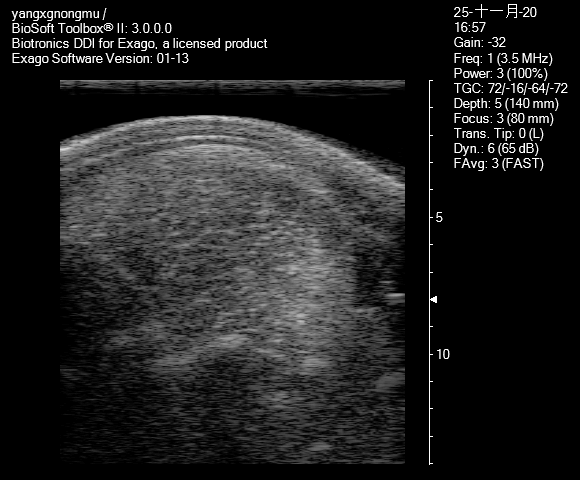 yangxgnongmu /
BioSoft Toolbox® II: 3.0.0.0
Biotronics DDI for Exago, a licensed product
Exago Software Version: 01-13
25-十一月-20
16:57
Gain: -32
Freq: 1 (3.5 MHz)
Power: 3 (100%)
TGC: 72/-16/-64/-72
Depth: 5 (140 mm)
Focus: 3 (80 mm)
Trans. Tip: 0 (L)
Dyn.: 6 (65 dB)
FAvg: 3 (FAST)
5
10